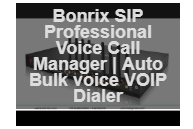 Bonrix SIP
Professional
Voice Call
Manager | Auto
Bulk voice VOIP
Dialer